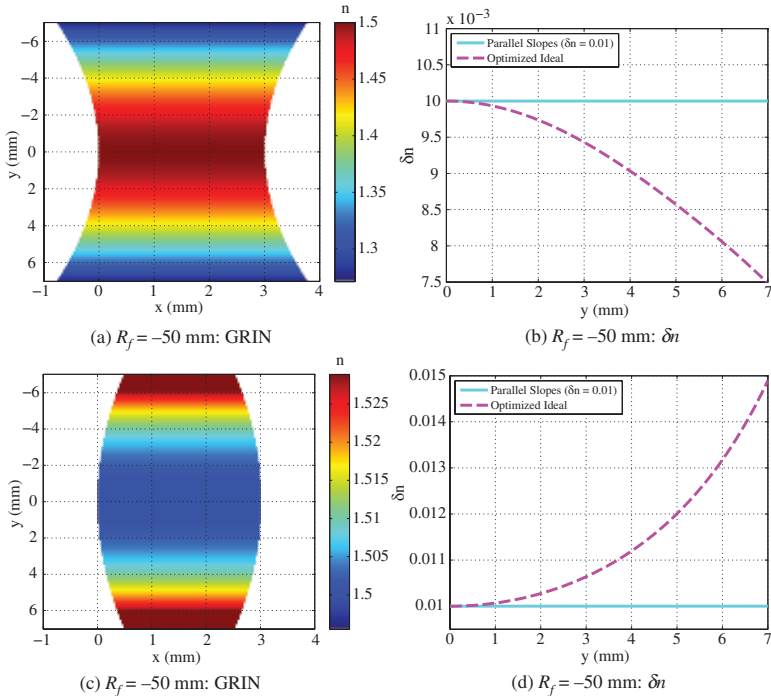 n
1.5
1.45
1.4
1.35
1.3
−6
−4
−2
0
2
4
6
y (mm)
−1 0 1 2 3 4
x (mm)
(a) R_f = −50 mm: GRIN
x 10⁻³
11
10.5
10
9.5
9
8.5
8
7.5
δn
Parallel Slopes (δn = 0.01)
Optimized Ideal
0 1 2 3 4 5 6 7
y (mm)
(b) R_f = −50 mm: δn
n
1.525
1.52
1.515
1.51
1.505
1.5
−6
−4
−2
0
2
4
6
y (mm)
−1 0 1 2 3 4
x (mm)
(c) R_f = −50 mm: GRIN
0.015
0.014
0.013
0.012
0.011
0.01
δn
Parallel Slopes (δn = 0.01)
Optimized Ideal
0 1 2 3 4 5 6 7
y (mm)
(d) R_f = −50 mm: δn